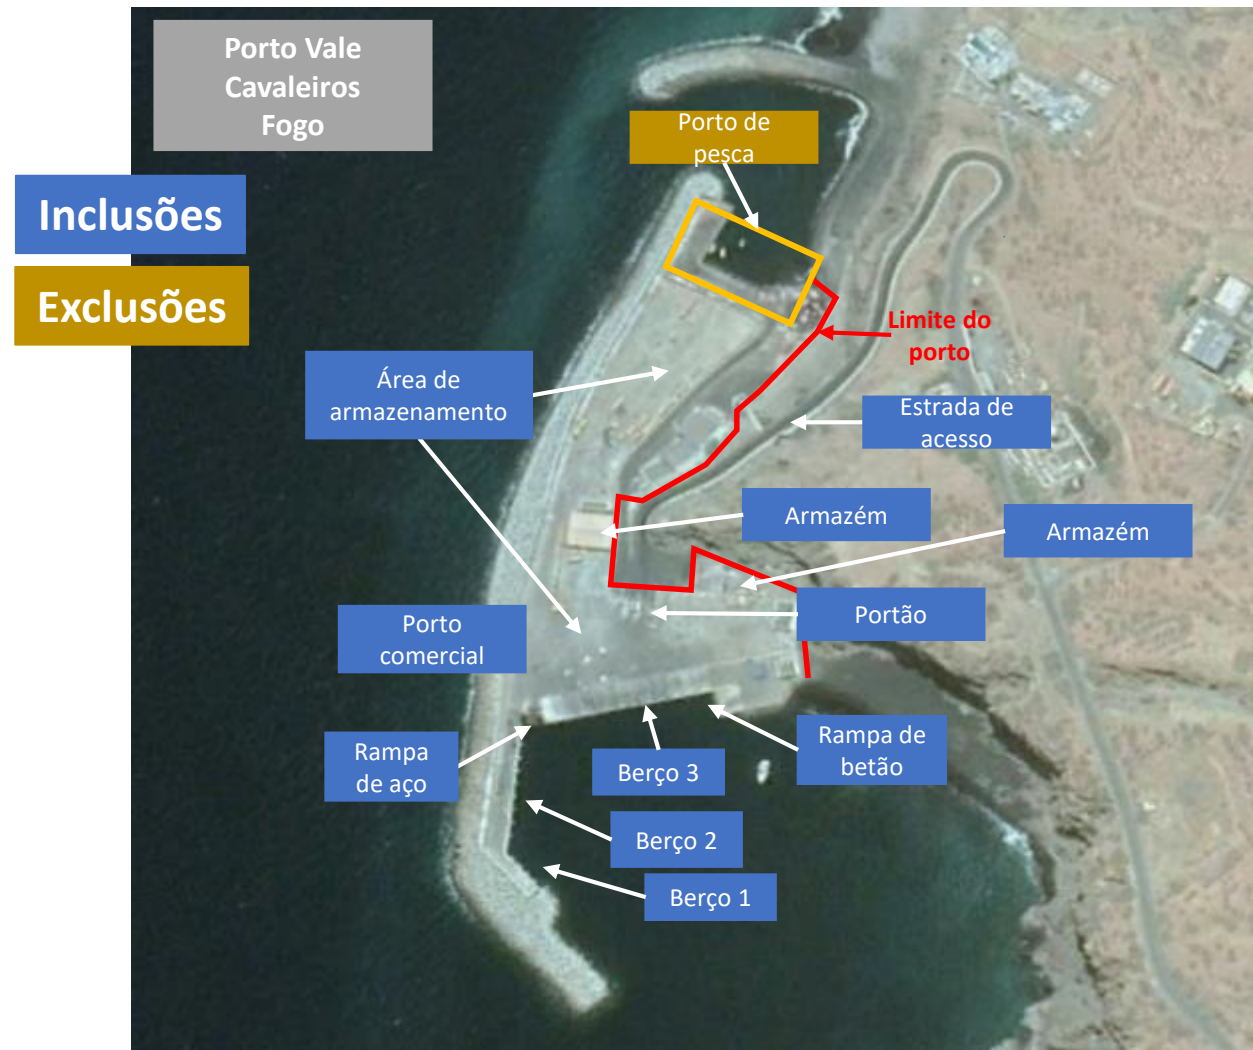 Porto Vale
Cavaleiros
Fogo
Inclusões
Exclusões
Porto de
pesca
Limite do
porto
Área de
armazenamento
Estrada de
acesso
Armazém
Armazém
Portão
Porto
comercial
Rampa
de aço
Berço 3
Rampa de
betão
Berço 2
Berço 1